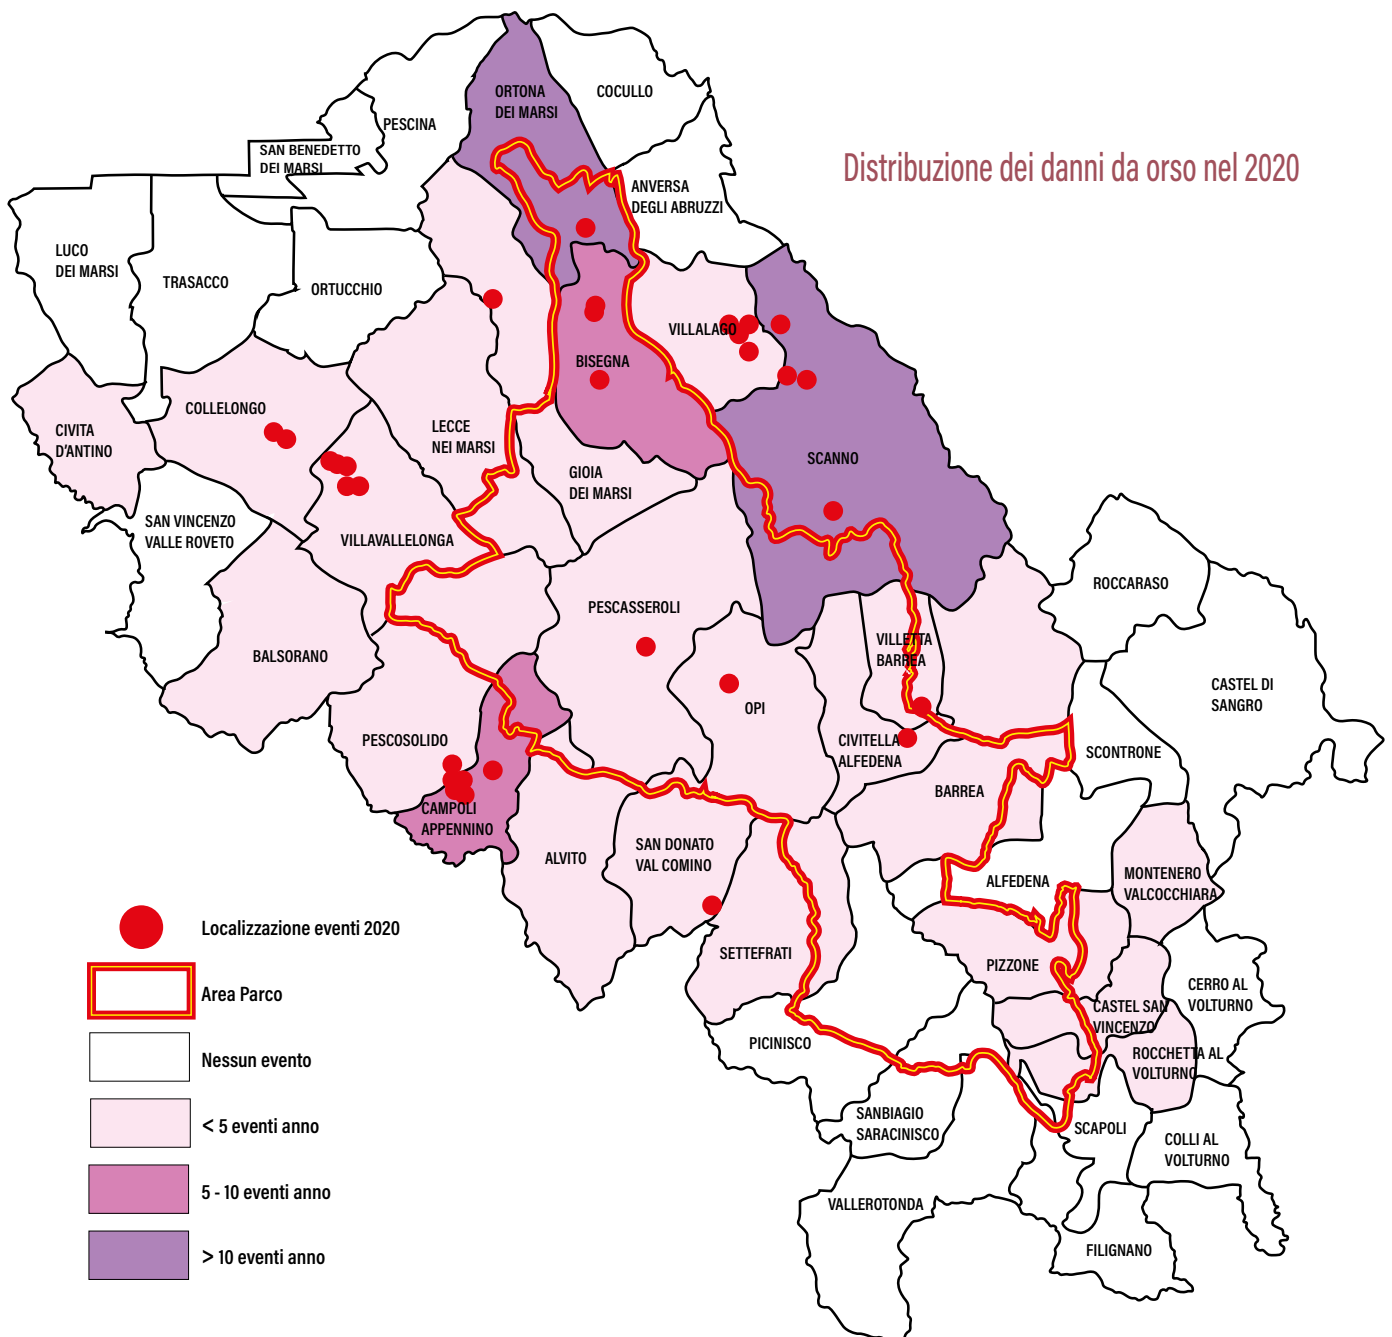 ORTONA
DEI MARSI
COCULLO
PESCINA
SAN BENEDETTO
DEI MARSI
Distribuzione dei danni da orso nel 2020
ANVERSA
DEGLI ABRUZZI
LUCO
DEI MARSI
TRASACCO
ORTUCCHIO
VILLALAGO
BISEGNA
COLLELONGO
CIVITA
D'ANTINO
LECCE
NEI MARSI
GIOIA
DEI MARSI
SCANNO
SAN VINCENZO
VALLE ROVETO
VILLAVALLELONGA
ROCCARASO
PESCASSEROLI
VILLETTA
BARREA
BALSORANO
CASTEL DI
SANGRO
OPI
PESCOSOLIDO
CIVITELLA
ALFEDENA
SCONTRONE
BARREA
CAMPOLI
APPENNINO
ALVITO
SAN DONATO
VAL COMINO
ALFEDENA
MONTENERO
VALCOCCHIARA
SETTEFRATI
PIZZONE
CERRO AL
VOLTURNO
CASTEL SAN
VINCENZO
PICINISCO
ROCCHETTA AL
VOLTURNO
SANBIAGIO
SARACINISCO
SCAPOLI
COLLI AL
VOLTURNO
VALLEROTONDA
FILIGNANO
Localizzazione eventi 2020
Area Parco
Nessun evento
< 5 eventi anno
5 - 10 eventi anno
> 10 eventi anno